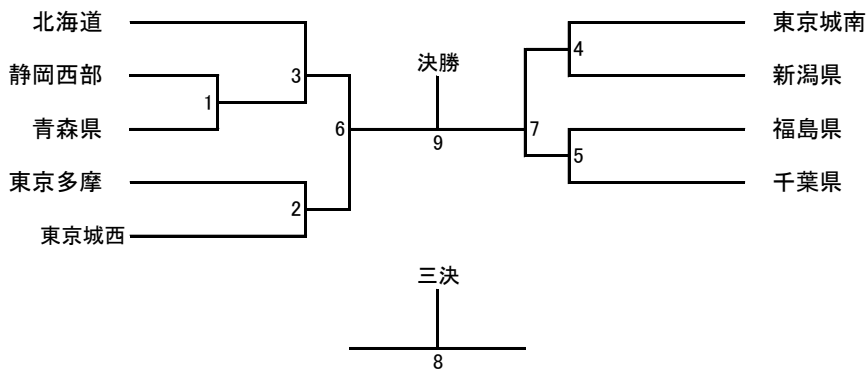 北海道
静岡西部
青森県
東京多摩
東京城西
1
3
2
6
決勝
9
7
4
5
東京城南
新潟県
福島県
千葉県
三決
8